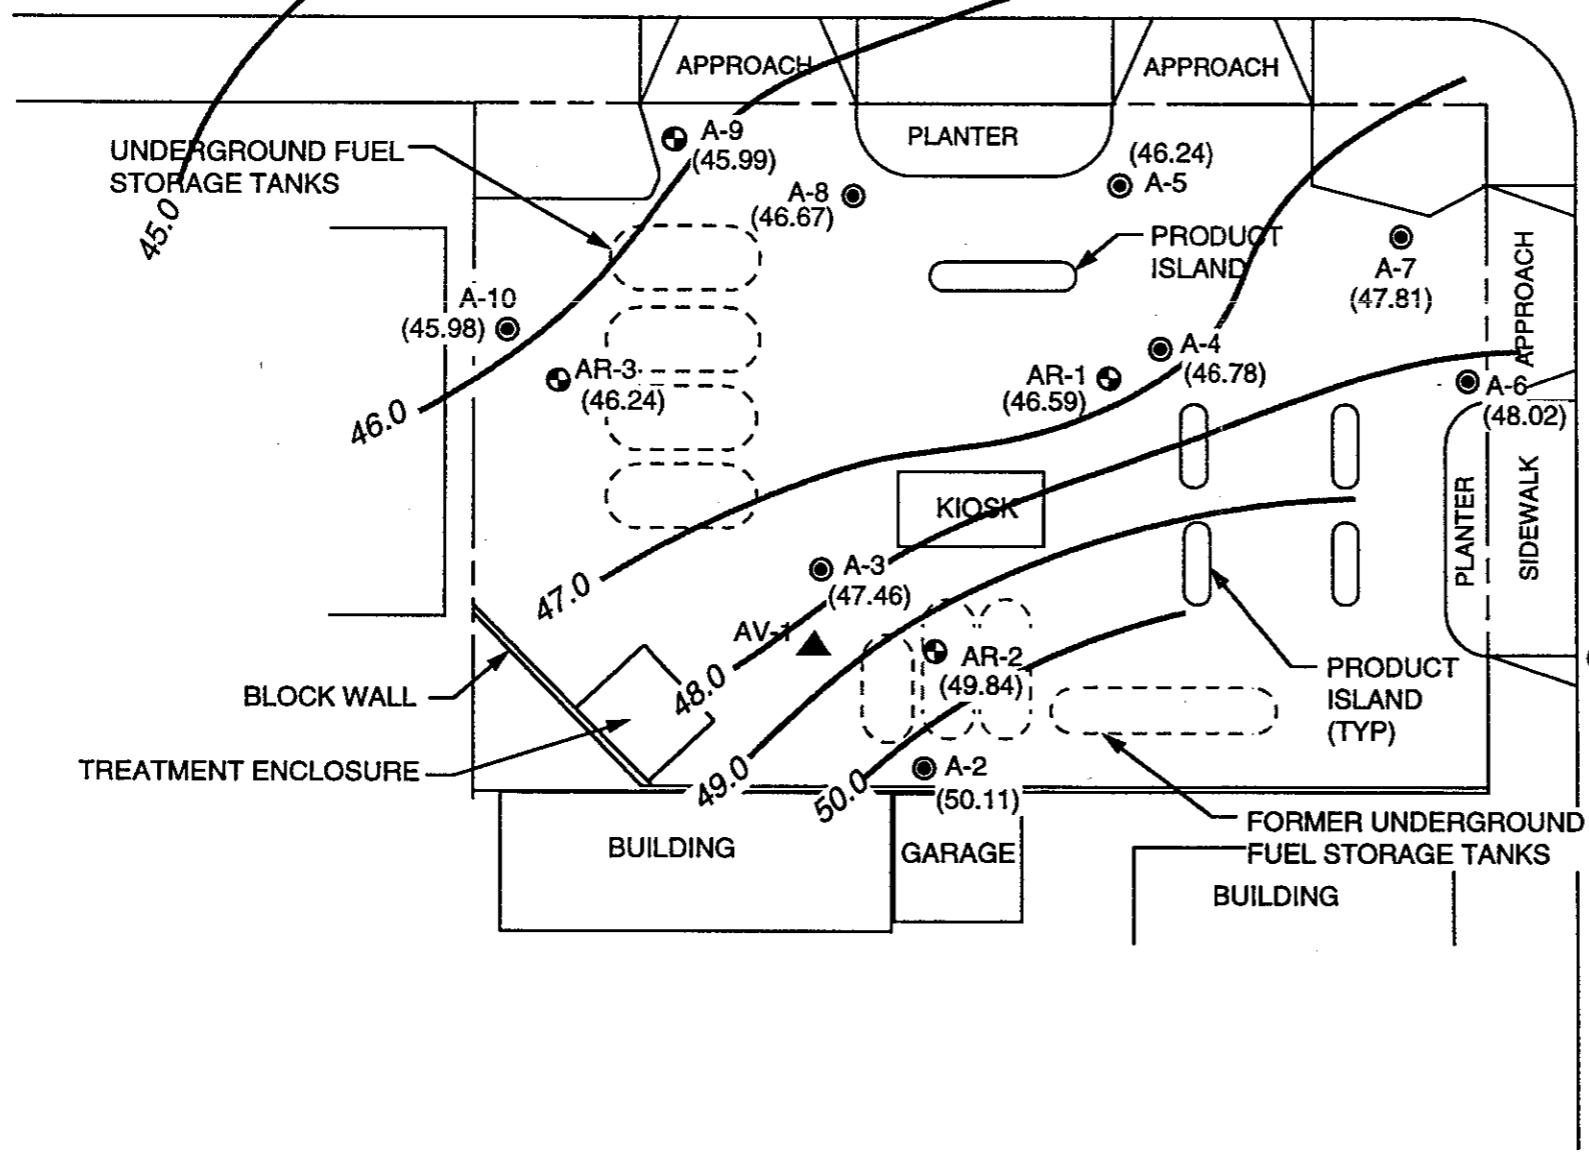 APPROACH
APPROACH
A-9
(45.99)
PLANTER
UNDERGROUND FUEL
STORAGE TANKS
(46.24)
A-5
A-8
(46.67)
45.0
PRODUCT
ISLAND
A-7
(47.81)
APPROACH
A-10
(45.98)
A-4
(46.78)
AR-3
(46.24)
AR-1
(46.59)
A-6
(48.02)
46.0
KIOSK
PLANTER
SIDEWALK
A-3
(47.46)
47.0
AV-1
AR-2
(49.84)
48.0
BLOCK WALL
PRODUCT
ISLAND
(TYP)
TREATMENT ENCLOSURE
49.0
50.0
A-2
(50.11)
BUILDING
GARAGE
FORMER UNDERGROUND
FUEL STORAGE TANKS
BUILDING